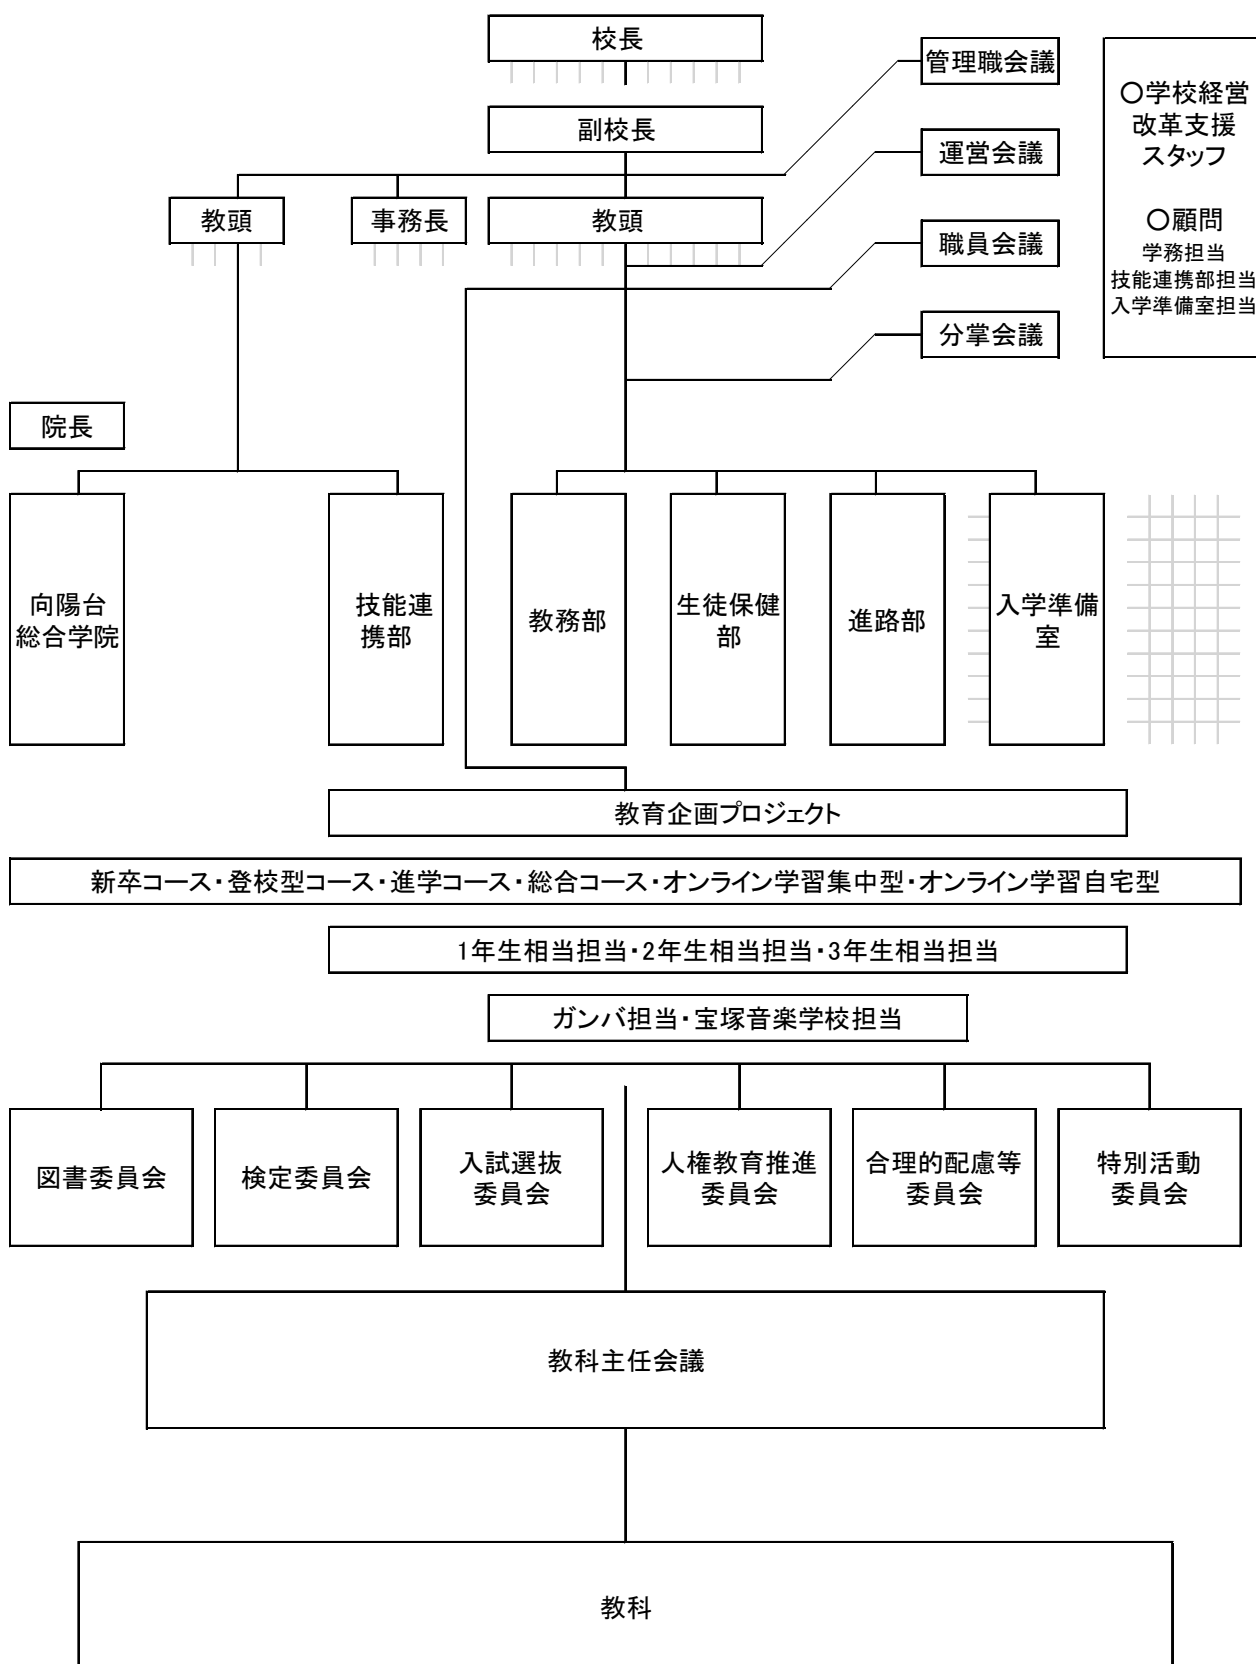 校長
管理職会議
○学校経営
改革支援
スタッフ
○顧問
学務担当
技能連携部担当
入学準備室担当
副校長
運営会議
教頭
事務長
教頭
職員会議
分掌会議
院長
向陽台
総合学院
技能連
携部
教務部
生徒保健
部
進路部
入学準備
室
教育企画プロジェクト
新卒コース・登校型コース・進学コース・総合コース・オンライン学習集中型・オンライン学習自宅型
1年生相当担当・2年生相当担当・3年生相当担当
ガンバ担当・宝塚音楽学校担当
図書委員会
検定委員会
入試選抜
委員会
人権教育推進
委員会
合理的配慮等
委員会
特別活動
委員会
教科主任会議
教科